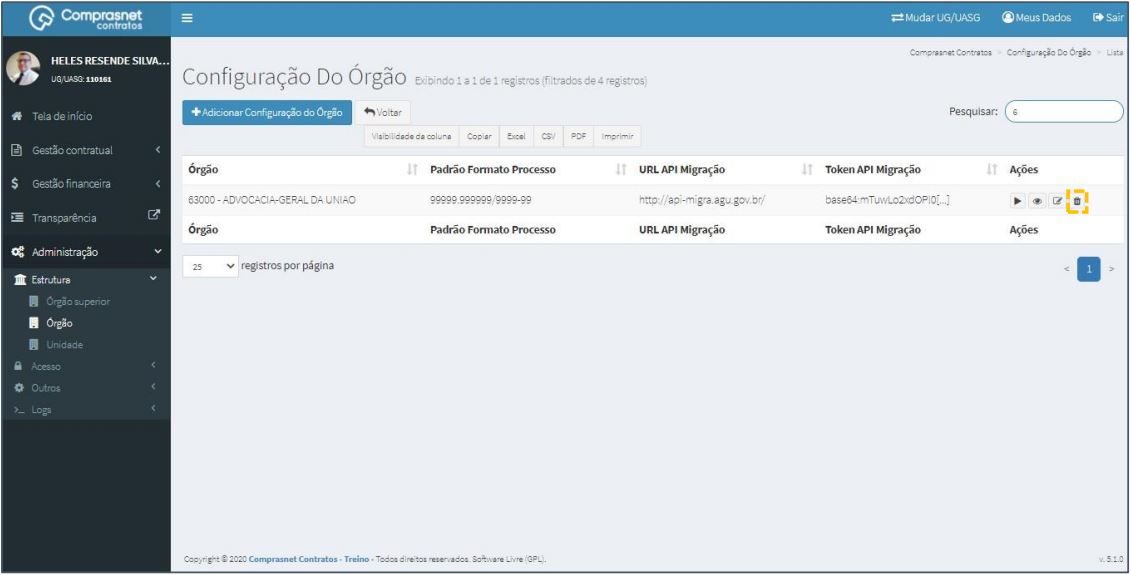 Comprasnet
contratos
Mudar UG/UASG Meus Dados Sair
HELES RESENDE SILVA...
UG/UASG: 110161
Comprasnet Contratos > Configuração Do Órgão > Lista
Configuração Do Órgão Exibindo 1 a 1 de 1 registros (filtrados de 4 registros)
+Adicionar Configuração do Órgão Voltar
Pesquisar: 6
Visibilidade da coluna Copiar Excel CSV PDF Imprimir
Tela de início
Gestão contratual
Gestão financeira
Transparência
Administração
Estrutura
Órgão superior
Órgão
Unidade
Acesso
Outros
Logs
Órgão Padrão Formato Processo URL API Migração Token API Migração Ações
63000 - ADVOCACIA-GERAL DA UNIAO 99999.999999/9999-99 http://api-migra.agu.gov.br/ base64:mTuwLo2xdOPI0[...]
Órgão Padrão Formato Processo URL API Migração Token API Migração Ações
25 registros por página
< 1 >
Copyright © 2020 Comprasnet Contratos - Treino - Todos direitos reservados. Software Livre (GPL).
v. 5.1.0